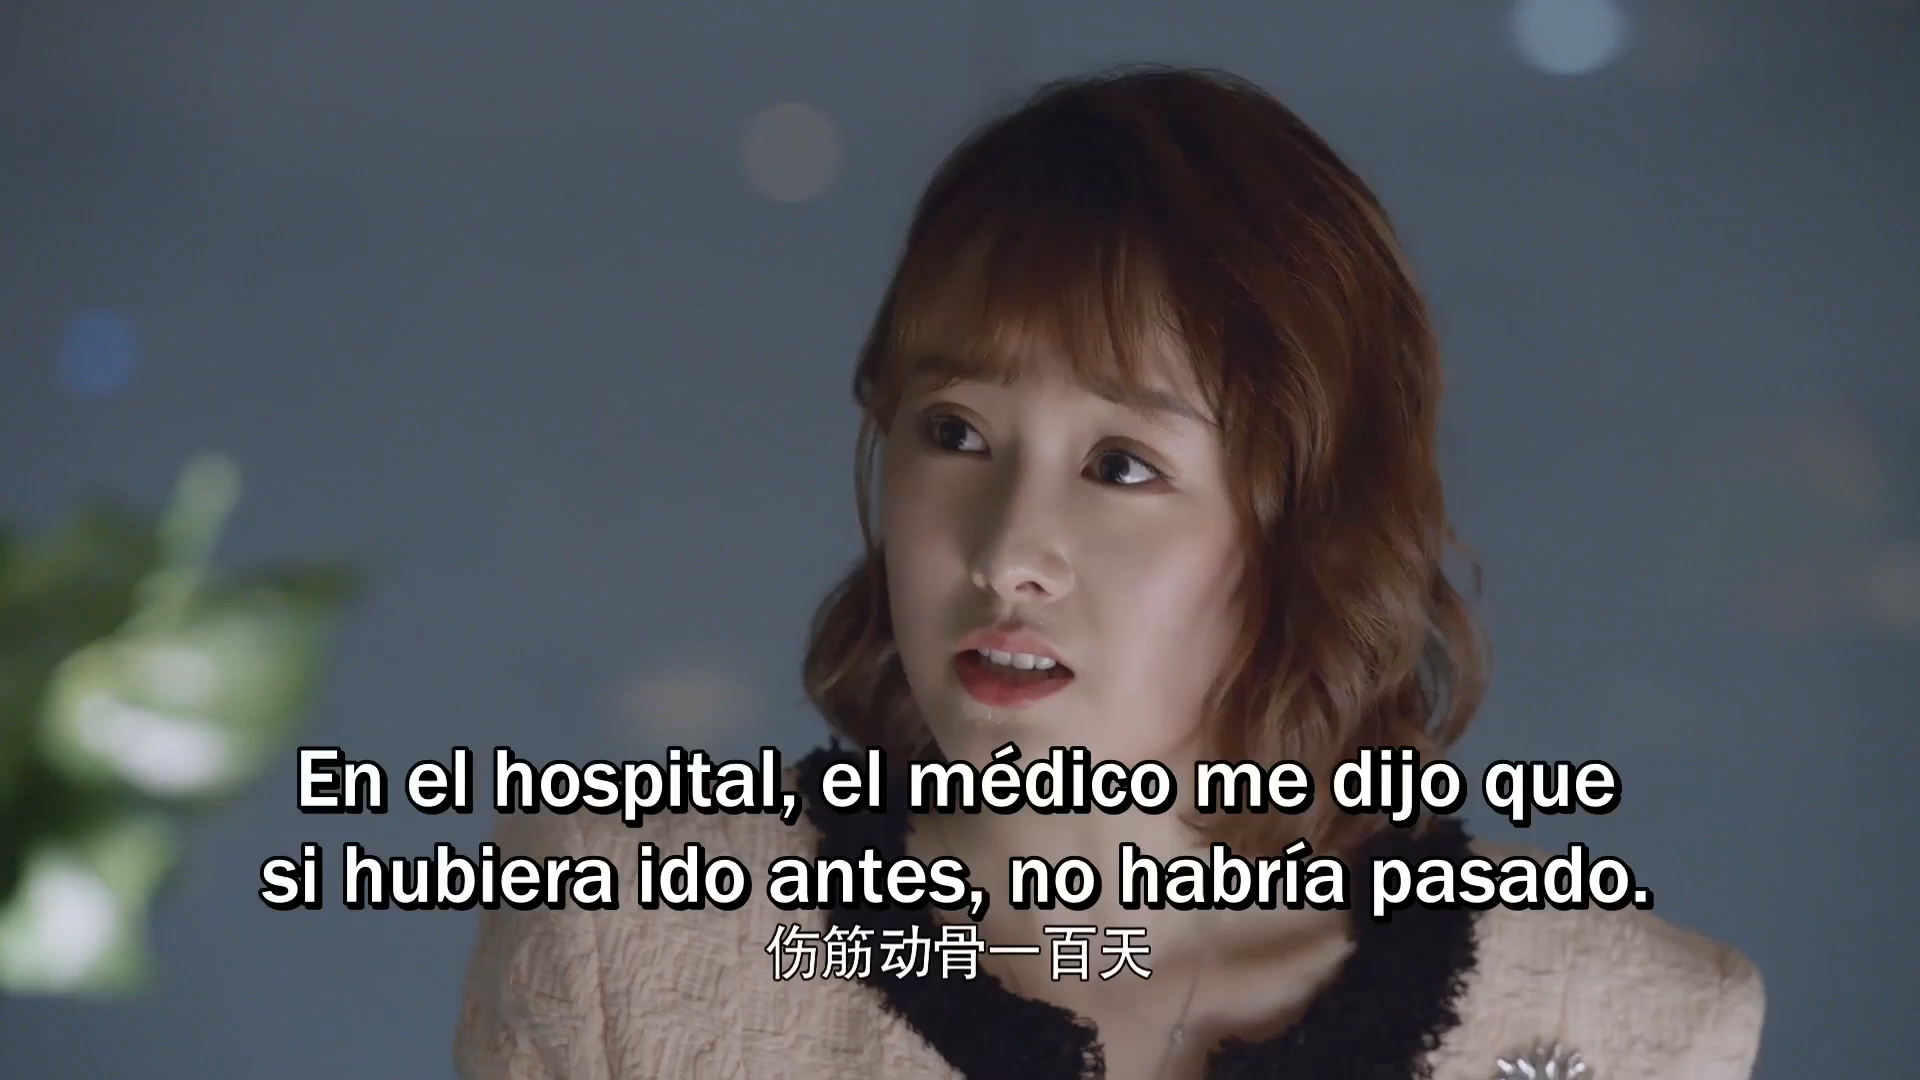 En el hospital, el médico me dijo que
si hubiera ido antes, no habría pasado.
伤筋动骨一百天